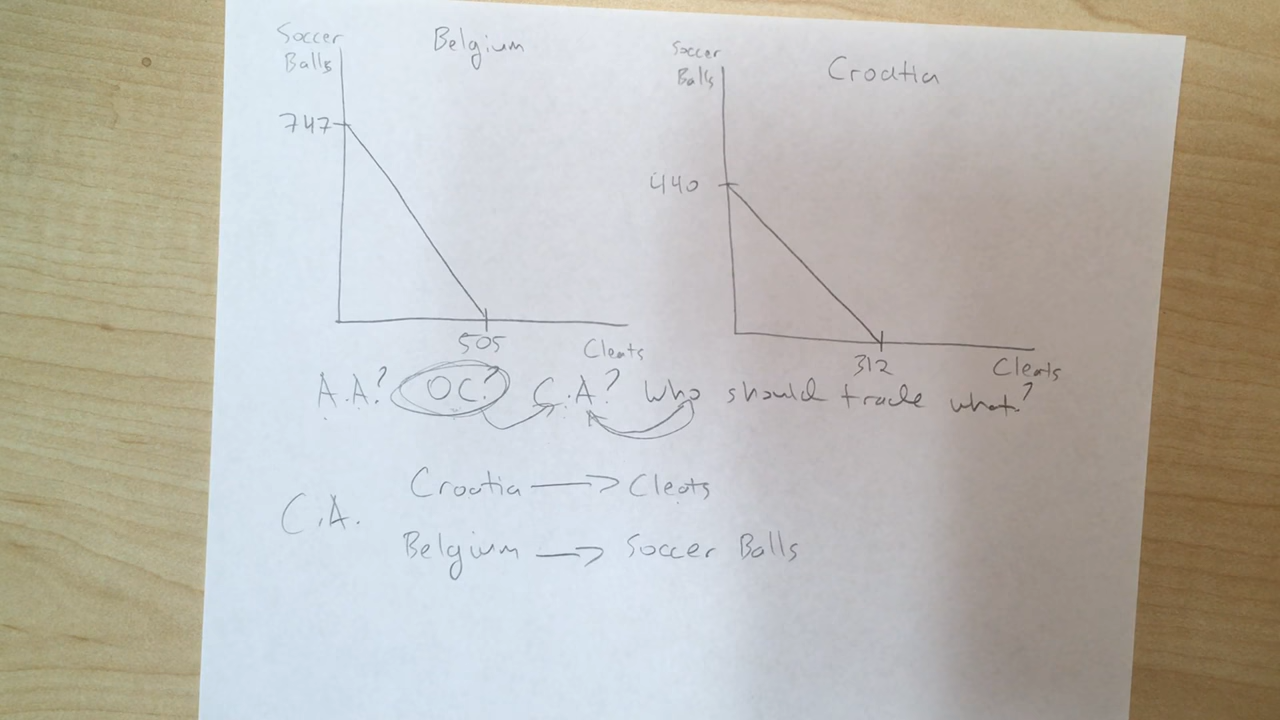 Soccer
Balls
Belgium
747
505
Cleats
Soccer
Balls
Croatia
440
312
Cleats
A.A? OC? C.A? Who should trade what?
C.A.
Croatia → Cleats
Belgium → Soccer Balls